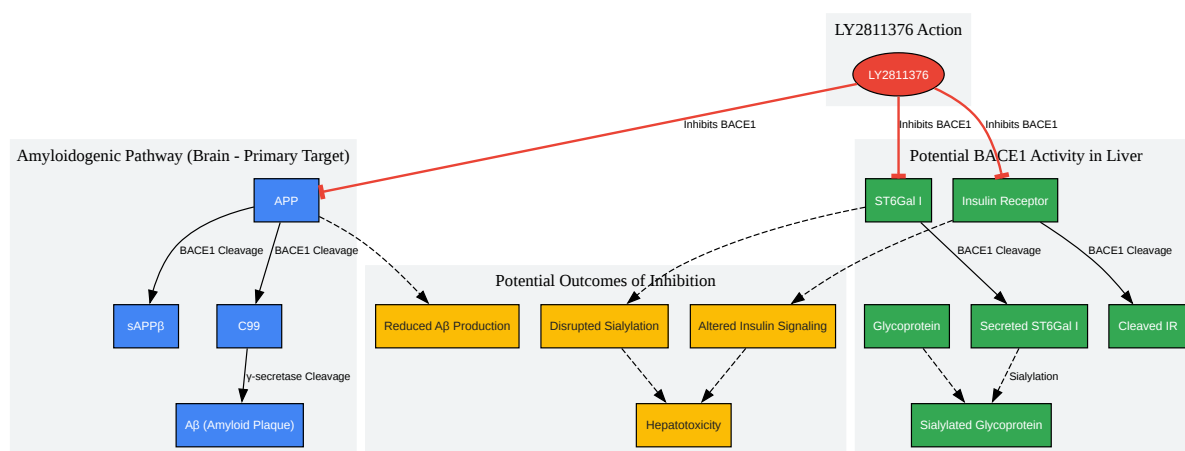 LY2811376 Action
LY2811376
Inhibits BACE1
Inhibits BACE1
Inhibits BACE1
Amyloidogenic Pathway (Brain - Primary Target)
Potential BACE1 Activity in Liver
APP
ST6Gal I
Insulin Receptor
BACE1 Cleavage
BACE1 Cleavage
BACE1 Cleavage
BACE1 Cleavage
Potential Outcomes of Inhibition
sAPPβ
C99
Reduced Aβ Production
Disrupted Sialylation
Altered Insulin Signaling
Glycoprotein
Secreted ST6Gal I
Cleaved IR
γ-secretase Cleavage
Sialylation
Aβ (Amyloid Plaque)
Hepatotoxicity
Sialylated Glycoprotein